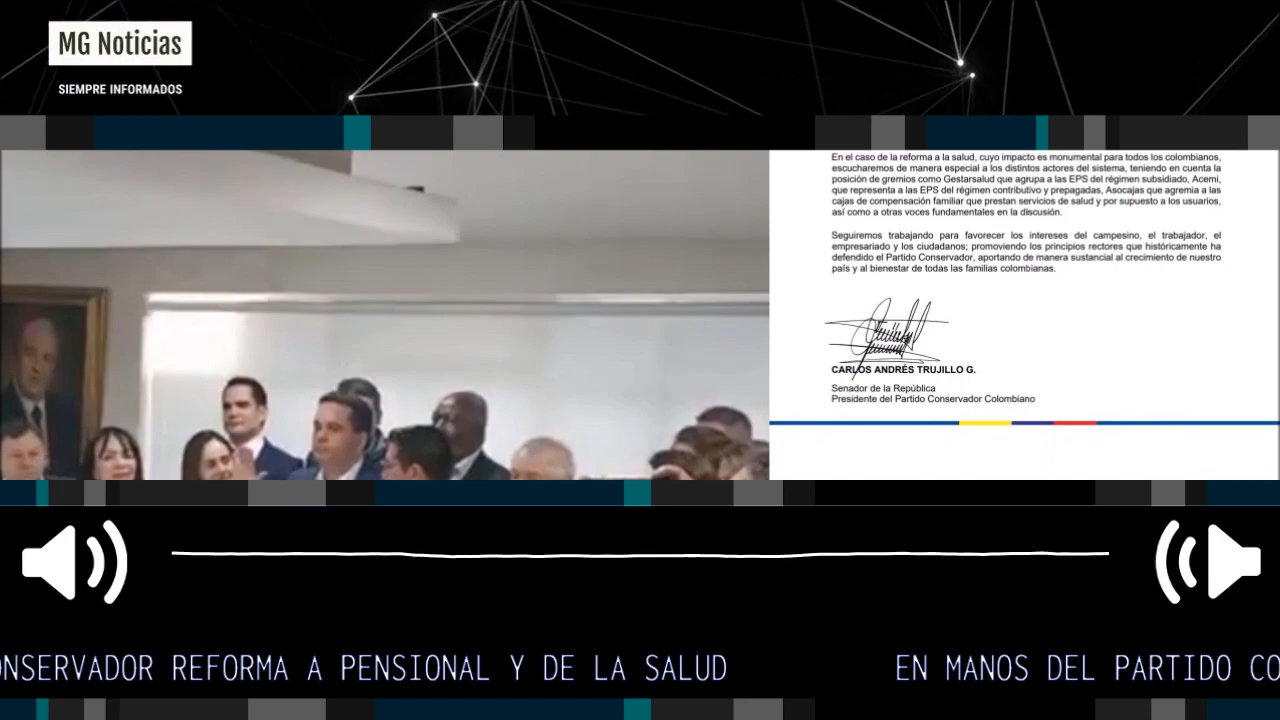 MG Noticias
SIEMPRE INFORMADOS
En el caso de la reforma a la salud, cuyo impacto es monumental para todos los colombianos,
escucharemos de manera especial a los distintos actores del sistema, teniendo en cuenta la
posición de gremios como Gestarsalud que agrupa a las EPS del régimen subsidiado, Acemi,
que representa a las EPS del régimen contributivo y prepagadas, Asocajas que agremia a las
cajas de compensación familiar que prestan servicios de salud y por supuesto a los usuarios,
así como a otras voces fundamentales en la discusión.
Seguiremos trabajando para favorecer los intereses del campesino, el trabajador, el
empresariado y los ciudadanos; promoviendo los principios rectores que históricamente ha
defendido el Partido Conservador, aportando de manera sustancial al crecimiento de nuestro
país y al bienestar de todas las familias colombianas.
CARLOS ANDRÉS TRUJILLO G.
Senador de la República
Presidente del Partido Conservador Colombiano
ONSERVADOR REFORMA A PENSIONAL Y DE LA SALUD EN MANOS DEL PARTIDO CO